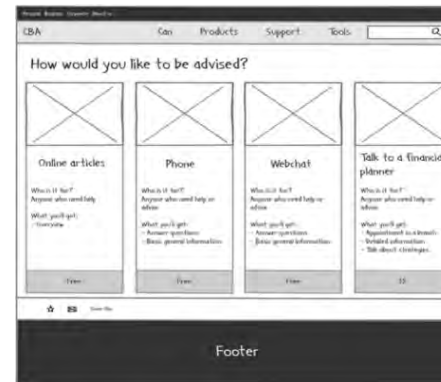 CBA Can Products Support Tools
How would you like to be advised?
Online articles
Who is it for?
Anyone who need help
What you'll get:
- Overview
Free
Phone
Who is it for?
Anyone who need help or
advice
What you'll get:
- Answer questions
- Basic general information
Free
Webchat
Who is it for?
Anyone who need help or
advice
What you'll get:
- Answer questions
- Basic general information
Free
Talk to a financial
planner
Who is it for?
Anyone who need help or
advice
What you'll get:
- Appointment in a branch
- Detailed information
- Talk about strategies
Footer